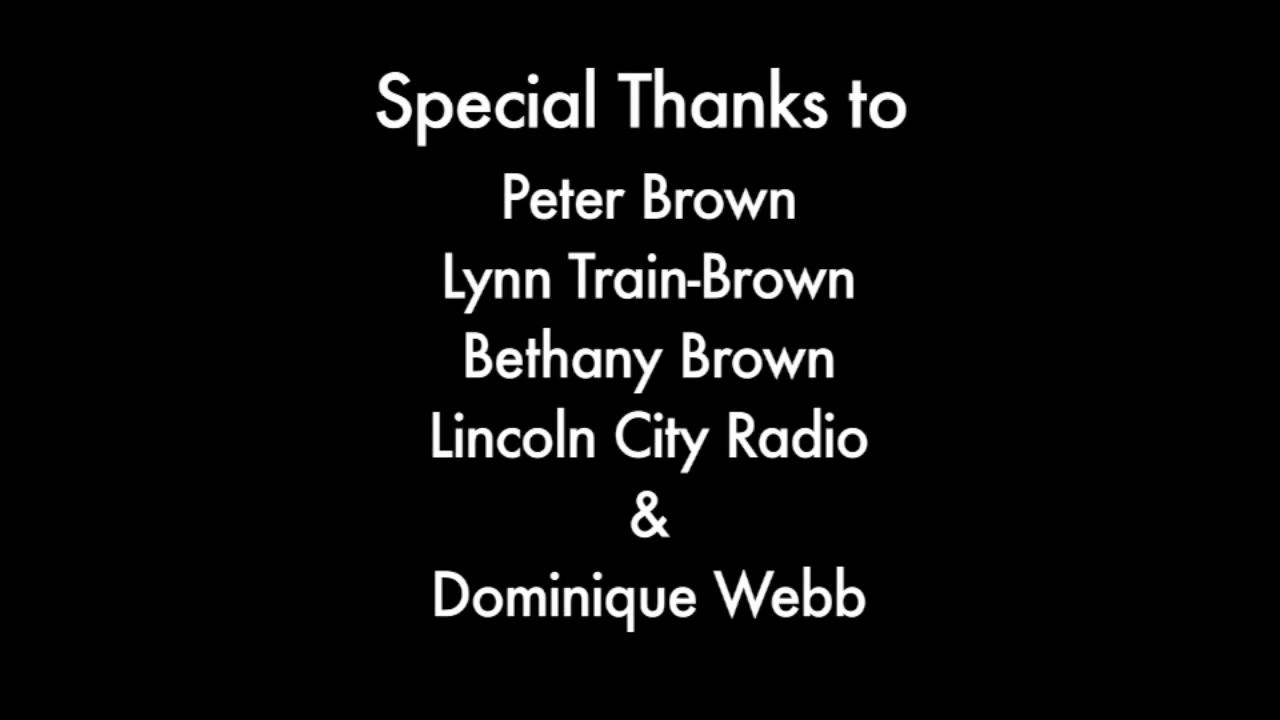 Special Thanks to
Peter Brown
Lynn Train-Brown
Bethany Brown
Lincoln City Radio
&
Dominique Webb